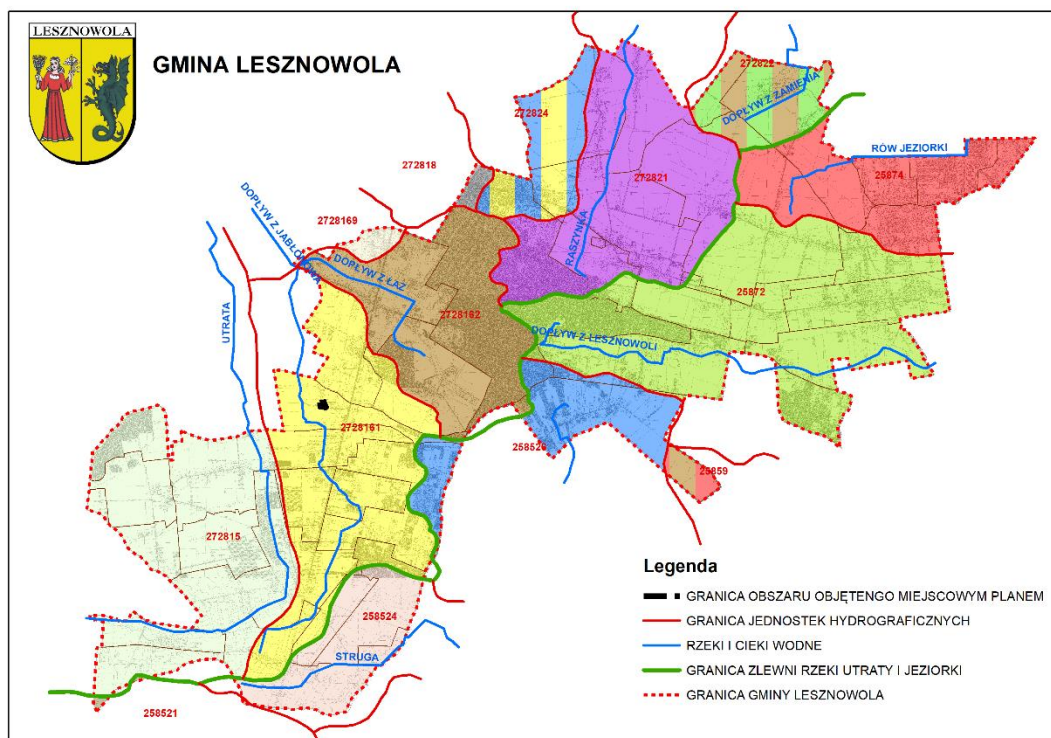 LESZNOWOLA
GMINA LESZNOWOLA
272822
DOPŁYW Z ZAMIENIA
272824
RÓW JEZIORKI
272818
272821
25874
2728169
DOPŁYW Z JABŁONOWA
RASZYNKA
DOPŁYW Z ŁAZ
25872
UTRATA
2728162
DOPŁYW Z LESZNOWOLI
2728161
258526
25859
272815
258524
STRUGA
258521
Legenda
GRANICA OBSZARU OBJĘTENGO MIEJSCOWYM PLANEM
GRANICA JEDNOSTEK HYDROGRAFICZNYCH
RZEKI I CIEKI WODNE
GRANICA ZLEWNI RZEKI UTRATY I JEZIORKI
GRANICA GMINY LESZNOWOLA